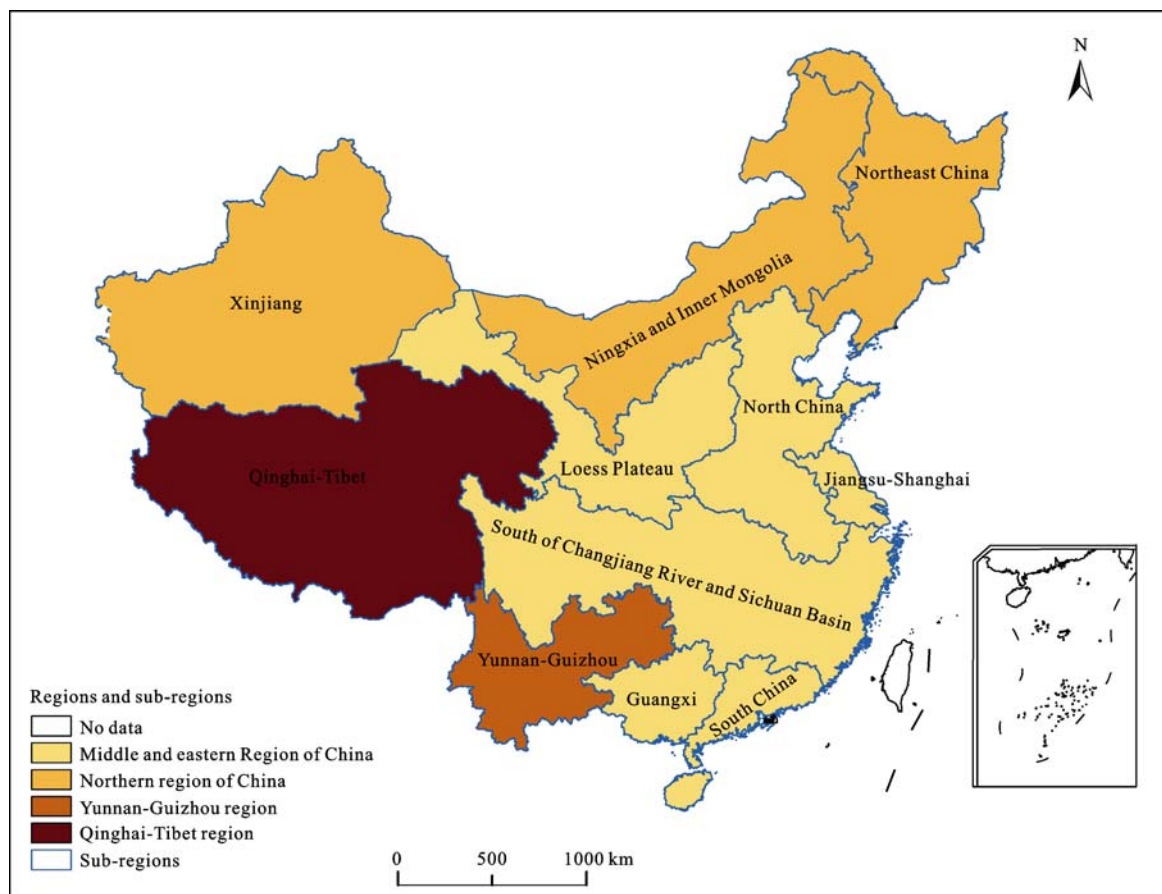 N
Northeast China
Xinjiang
Ningxia and Inner Mongolia
North China
Loess Plateau
Qinghai-Tibet
Jiangsu-Shanghai
South of Changjiang River and Sichuan Basin
Yunnan-Guizhou
Guangxi
South China
Regions and sub-regions
No data
Middle and eastern Region of China
Northern region of China
Yunnan-Guizhou region
Qinghai-Tibet region
Sub-regions
0 500 1000 km